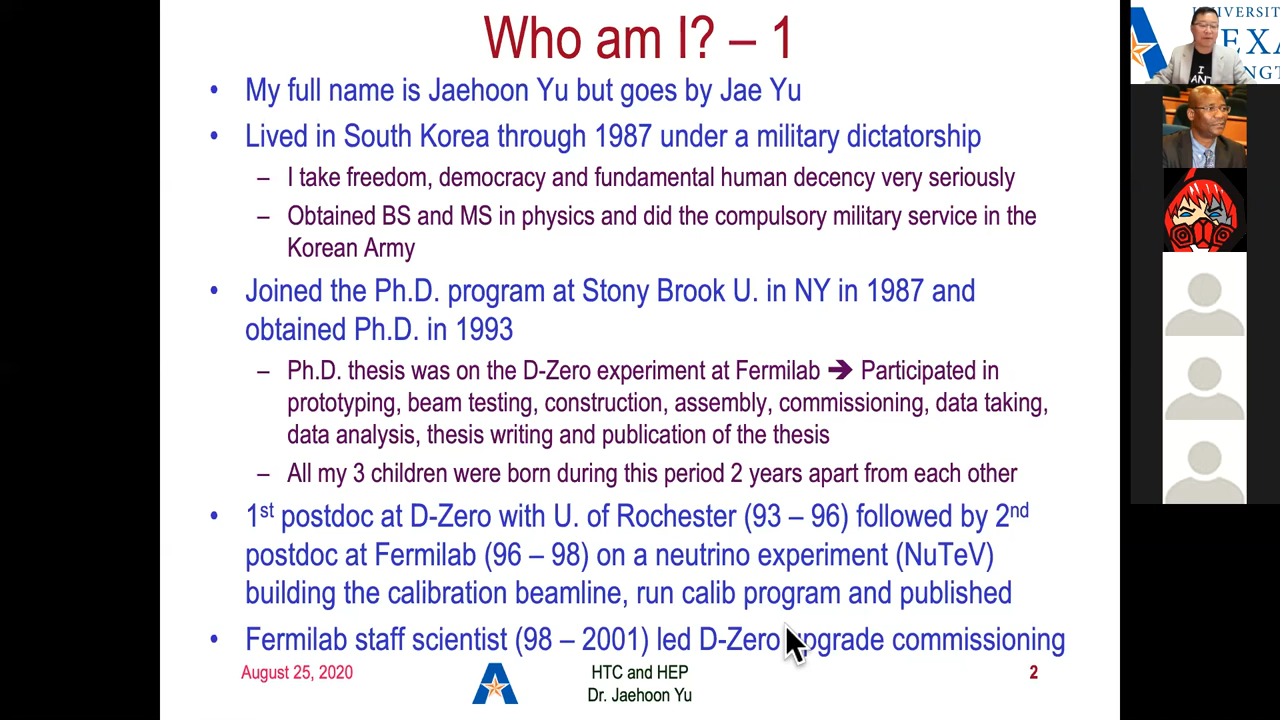 Who am I? – 1
• My full name is Jaehoon Yu but goes by Jae Yu
• Lived in South Korea through 1987 under a military dictatorship
– I take freedom, democracy and fundamental human decency very seriously
– Obtained BS and MS in physics and did the compulsory military service in the
Korean Army
• Joined the Ph.D. program at Stony Brook U. in NY in 1987 and
obtained Ph.D. in 1993
– Ph.D. thesis was on the D-Zero experiment at Fermilab ➔ Participated in
prototyping, beam testing, construction, assembly, commissioning, data taking,
data analysis, thesis writing and publication of the thesis
– All my 3 children were born during this period 2 years apart from each other
• 1st postdoc at D-Zero with U. of Rochester (93 – 96) followed by 2nd
postdoc at Fermilab (96 – 98) on a neutrino experiment (NuTeV)
building the calibration beamline, run calib program and published
• Fermilab staff scientist (98 – 2001) led D-Zero upgrade commissioning
August 25, 2020
HTC and HEP
Dr. Jaehoon Yu
2
IVERSIT
EXA
NGT
I
ANT